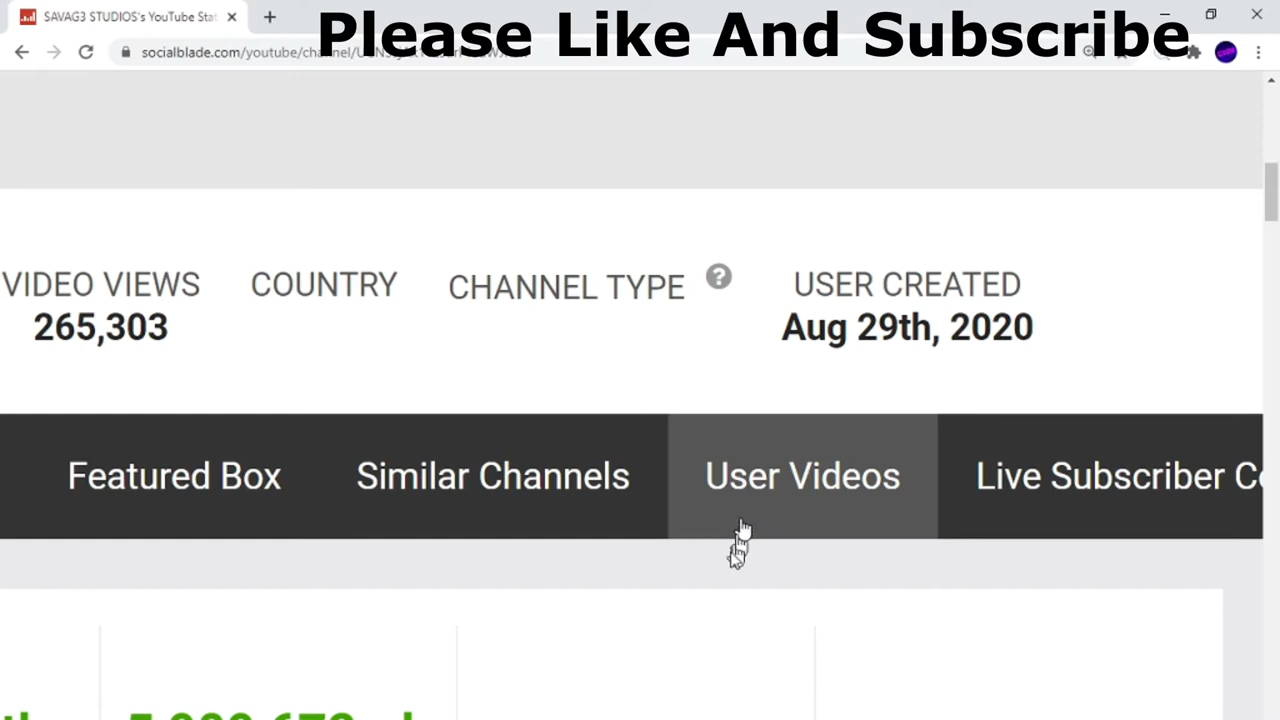 SAVAG3 STUDIOS's YouTube Stat
Please Like And Subscribe
socialblade.com/youtube/channel/
VIDEO VIEWS COUNTRY CHANNEL TYPE ? USER CREATED
265,303 Aug 29th, 2020
Featured Box Similar Channels User Videos Live Subscriber